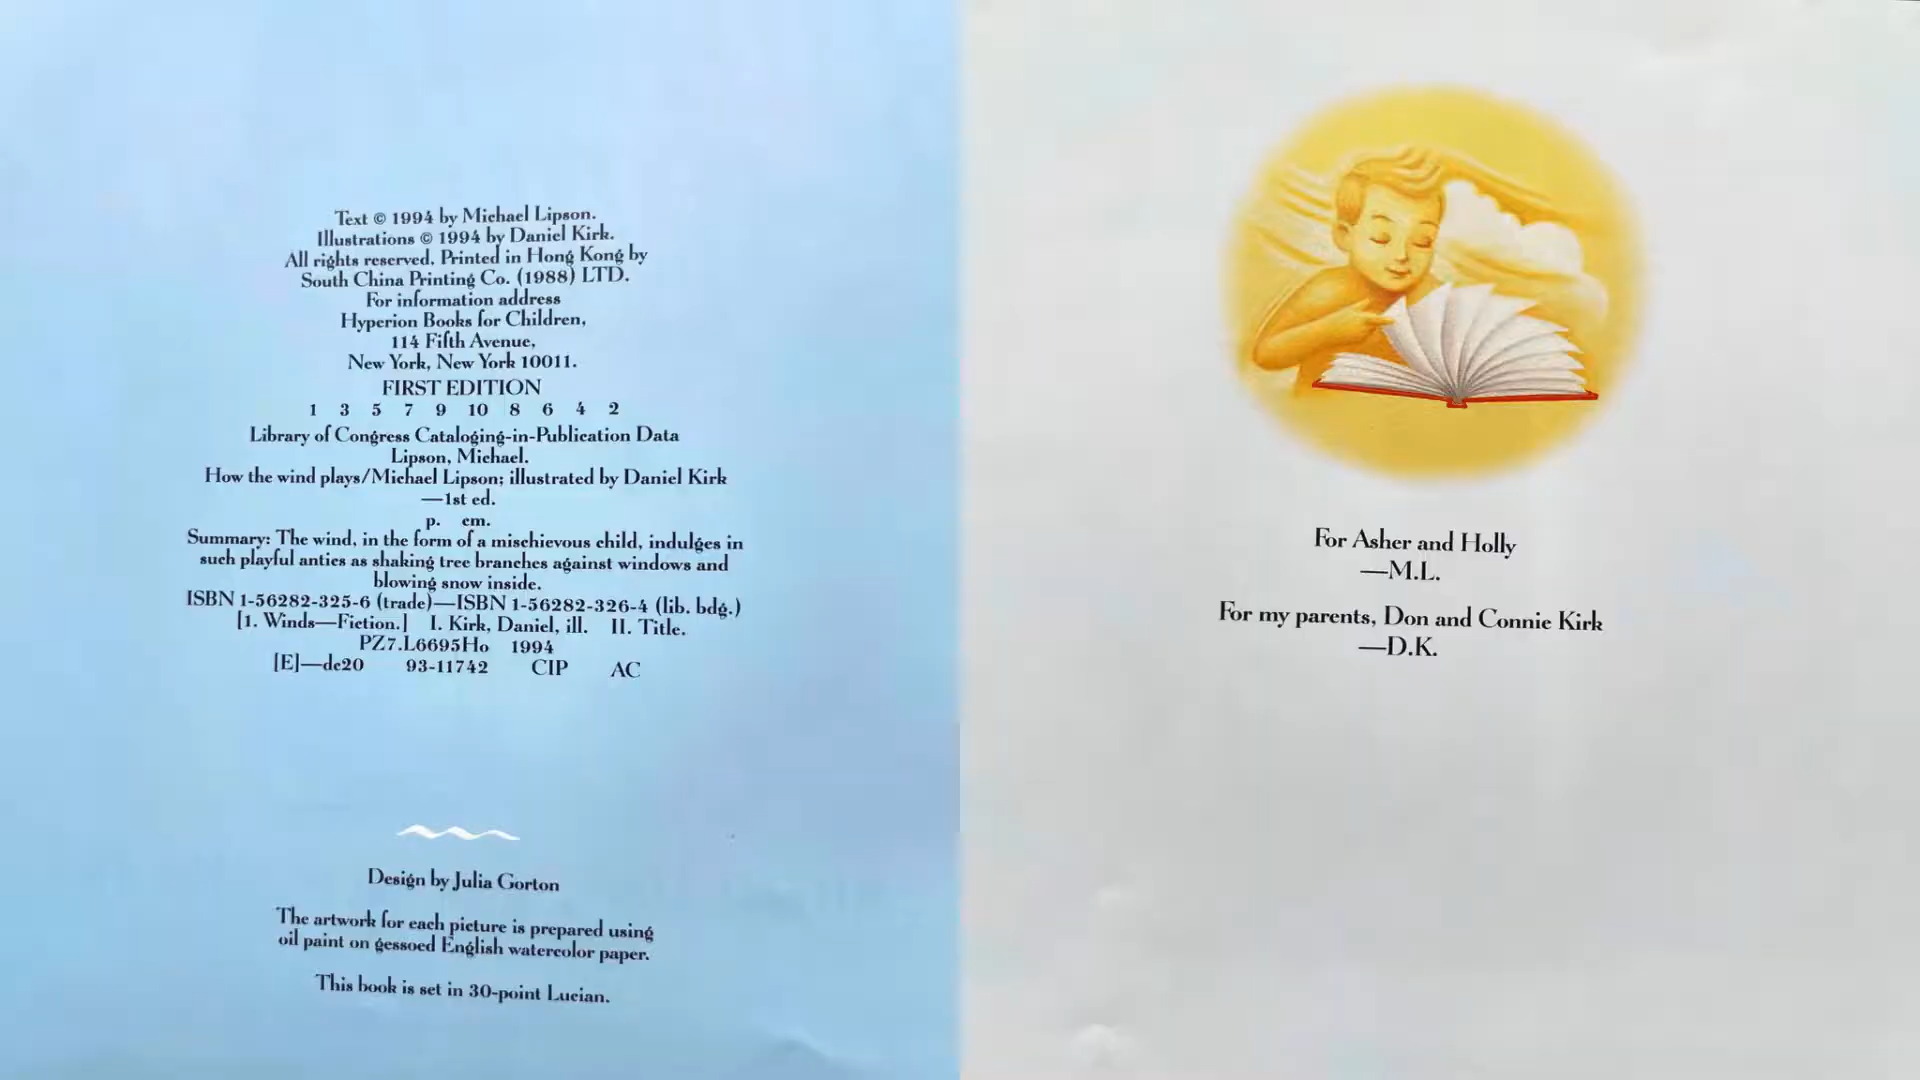 Text © 1994 by Michael Lipson.
Illustrations © 1994 by Daniel Kirk.
All rights reserved. Printed in Hong Kong by
South China Printing Co. (1988) LTD.
For information address
Hyperion Books for Children,
114 Fifth Avenue,
New York, New York 10011.
FIRST EDITION
1 3 5 7 9 10 8 6 4 2
Library of Congress Cataloging-in-Publication Data
Lipson, Michael.
How the wind plays/Michael Lipson; illustrated by Daniel Kirk
—1st ed.
p. cm.
Summary: The wind, in the form of a mischievous child, indulges in
such playful antics as shaking tree branches against windows and
blowing snow inside.
ISBN 1-56282-325-6 (trade)—ISBN 1-56282-326-4 (lib. bdg.)
[1. Winds—Fiction.] I. Kirk, Daniel, ill. II. Title.
PZ7.L6695Ho 1994
[E]—dc20 93-11742 CIP AC
Design by Julia Gorton
The artwork for each picture is prepared using
oil paint on gessoed English watercolor paper.
This book is set in 30-point Lucian.
For Asher and Holly
—M.L.
For my parents, Don and Connie Kirk
—D.K.